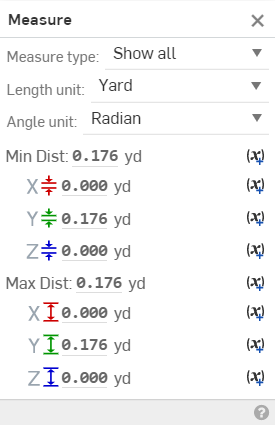 Measure
Measure type: Show all
Length unit: Yard
Angle unit: Radian
Min Dist: 0.176 yd (x)
X 0.000 yd (x)
Y 0.176 yd (x)
Z 0.000 yd (x)
Max Dist: 0.176 yd (x)
X 0.000 yd (x)
Y 0.176 yd (x)
Z 0.000 yd (x)
?